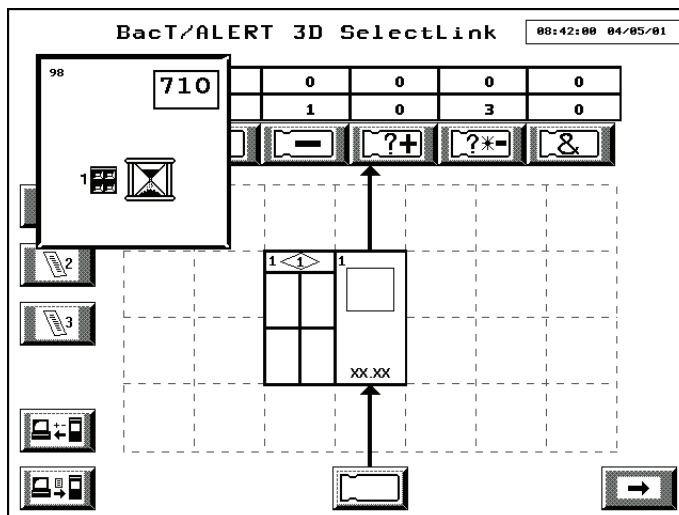 BacT/ALERT 3D SelectLink
08:42:00 04/05/01
98
710
1
0 0 0 0
1 0 3 0
− ?+ ?*- &
2
3
1 1 1
XX.XX
+-